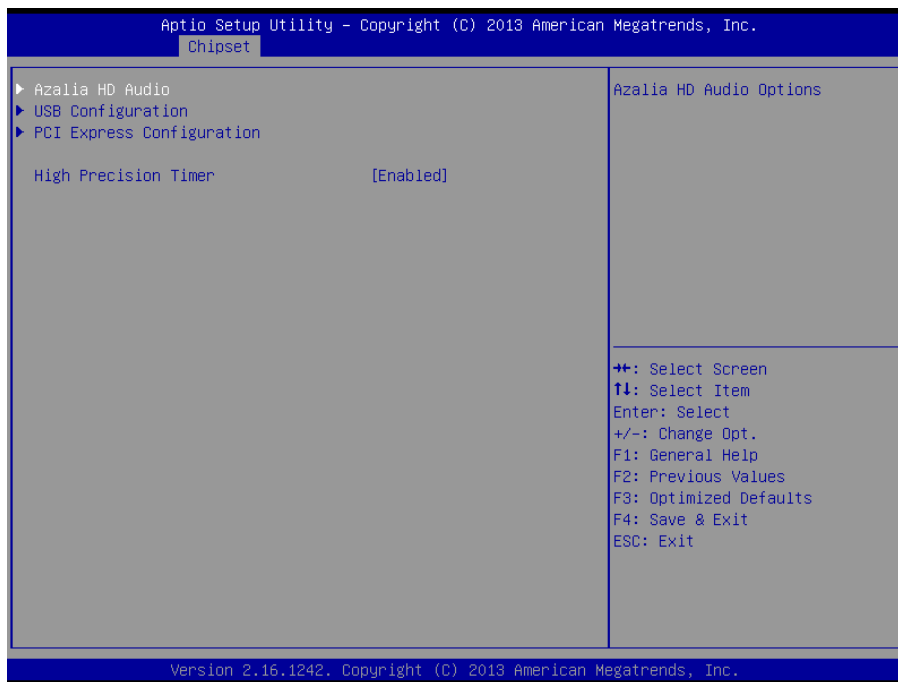 Aptio Setup Utility – Copyright (C) 2013 American Megatrends, Inc.
Chipset
Azalia HD Audio
USB Configuration
PCI Express Configuration
High Precision Timer [Enabled]
Azalia HD Audio Options
→←: Select Screen
↑↓: Select Item
Enter: Select
+/-: Change Opt.
F1: General Help
F2: Previous Values
F3: Optimized Defaults
F4: Save & Exit
ESC: Exit
Version 2.16.1242. Copyright (C) 2013 American Megatrends, Inc.